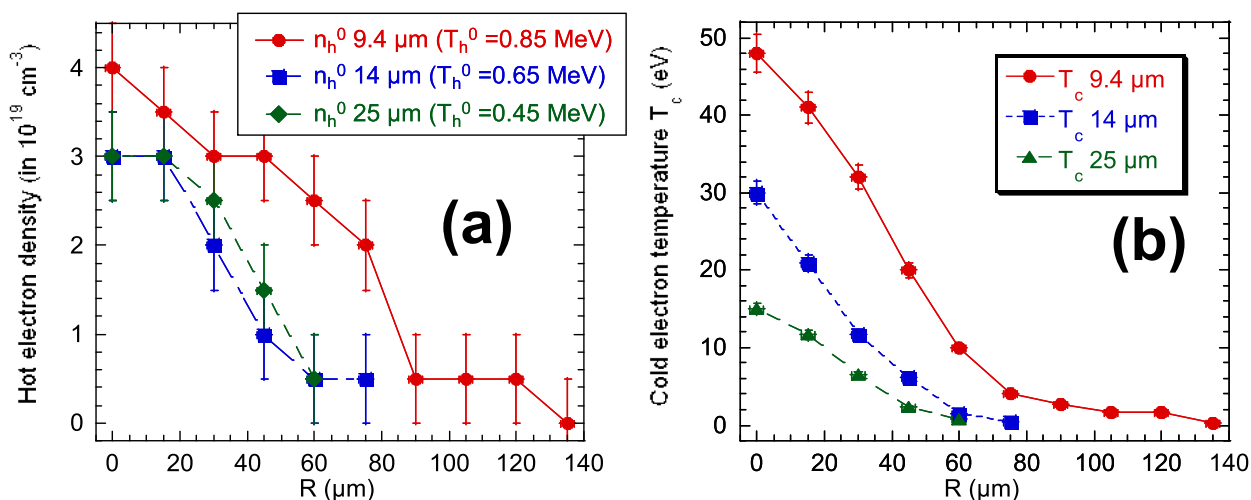 (a)
n_h^0 9.4 µm (T_h^0 =0.85 MeV)
n_h^0 14 µm (T_h^0 =0.65 MeV)
n_h^0 25 µm (T_h^0 =0.45 MeV)
Hot electron density (in 10^19 cm^-3)
4
3
2
1
0
0 20 40 60 80 100 120 140
R (µm)
(b)
T_c 9.4 µm
T_c 14 µm
T_c 25 µm
Cold electron temperature T_c (eV)
50
40
30
20
10
0
0 20 40 60 80 100 120 140
R (µm)